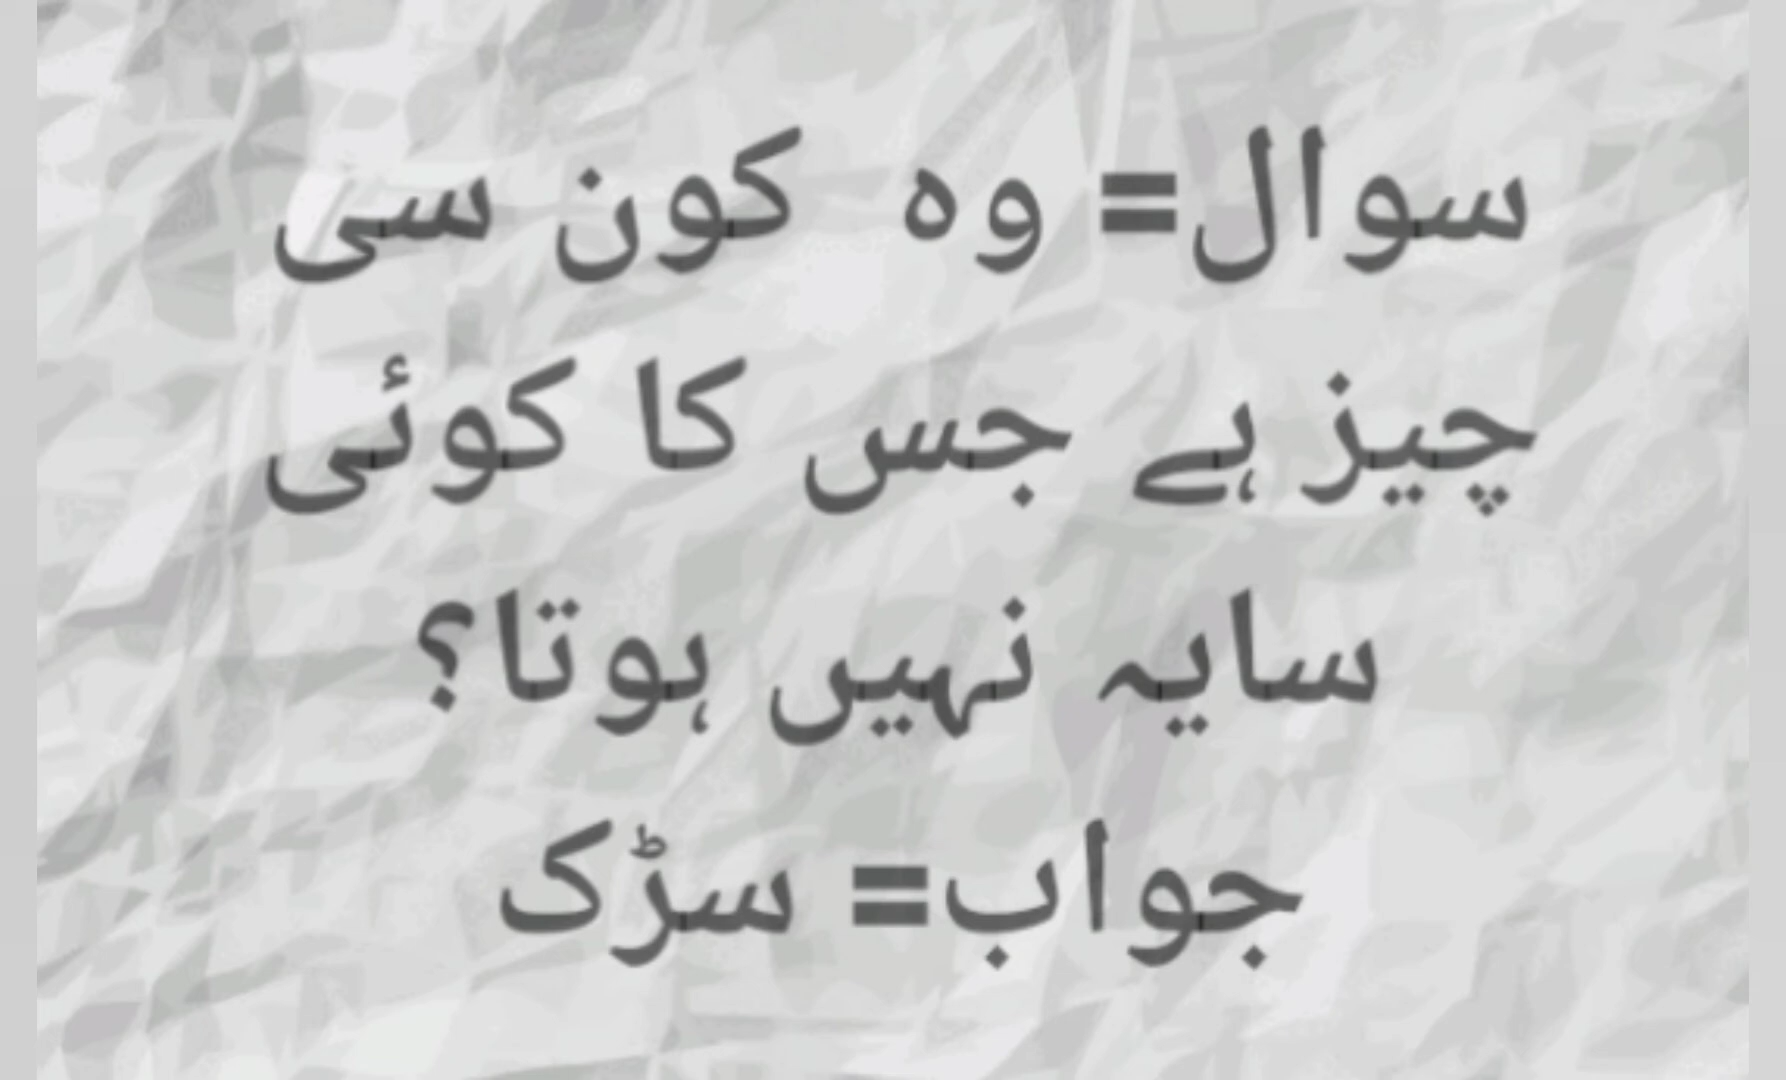 سوال= وہ کون سی
چیز ہے جس کا کوئی
سایہ نہیں ہوتا؟
جواب= سڑک